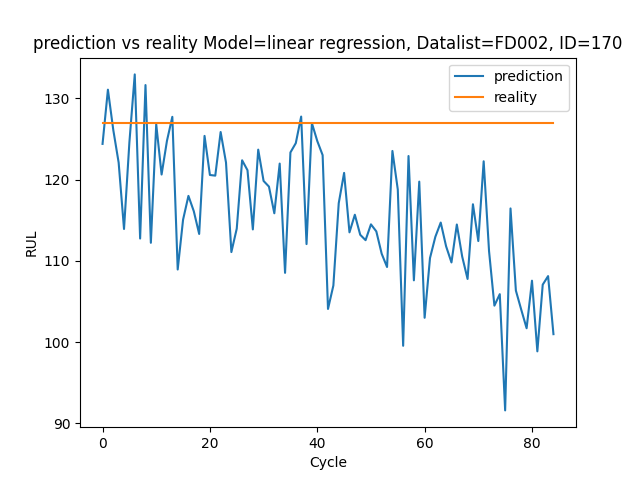 prediction vs reality Model=linear regression, Datalist=FD002, ID=170
prediction
reality
RUL
130
120
110
100
90
0 20 40 60 80
Cycle